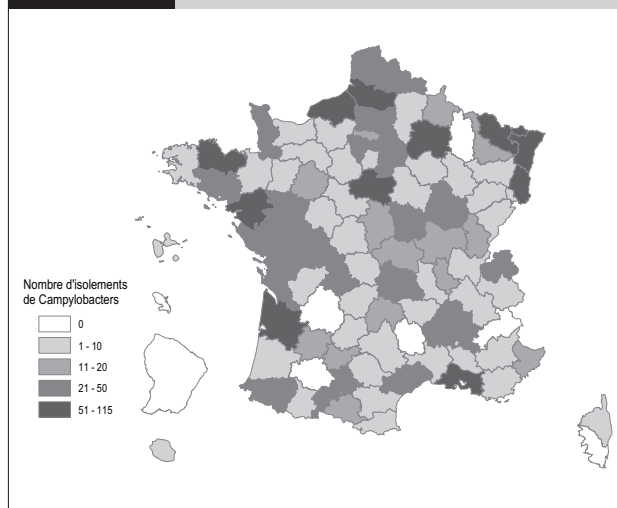 Nombre d'isolements
de Campylobacters
0
1 - 10
11 - 20
21 - 50
51 - 115